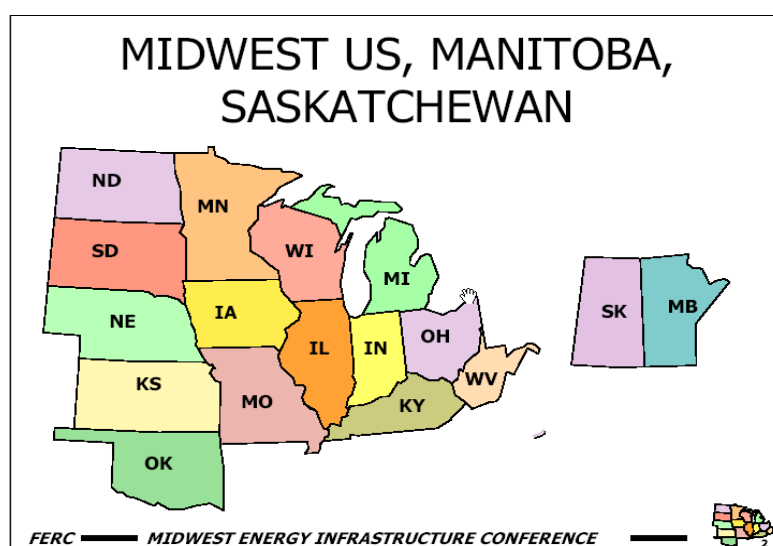 MIDWEST US, MANITOBA,
SASKATCHEWAN
ND
MN
SD
WI
MI
NE
IA
SK
MB
IL
IN
OH
KS
MO
KY
WV
OK
FERC MIDWEST ENERGY INFRASTRUCTURE CONFERENCE
2